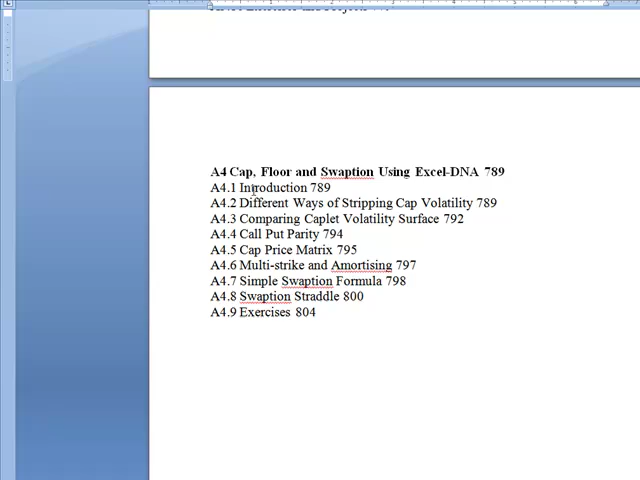 A4 Cap, Floor and Swaption Using Excel-DNA 789
A4.1 Introduction 789
A4.2 Different Ways of Stripping Cap Volatility 789
A4.3 Comparing Caplet Volatility Surface 792
A4.4 Call Put Parity 794
A4.5 Cap Price Matrix 795
A4.6 Multi-strike and Amortising 797
A4.7 Simple Swaption Formula 798
A4.8 Swaption Straddle 800
A4.9 Exercises 804